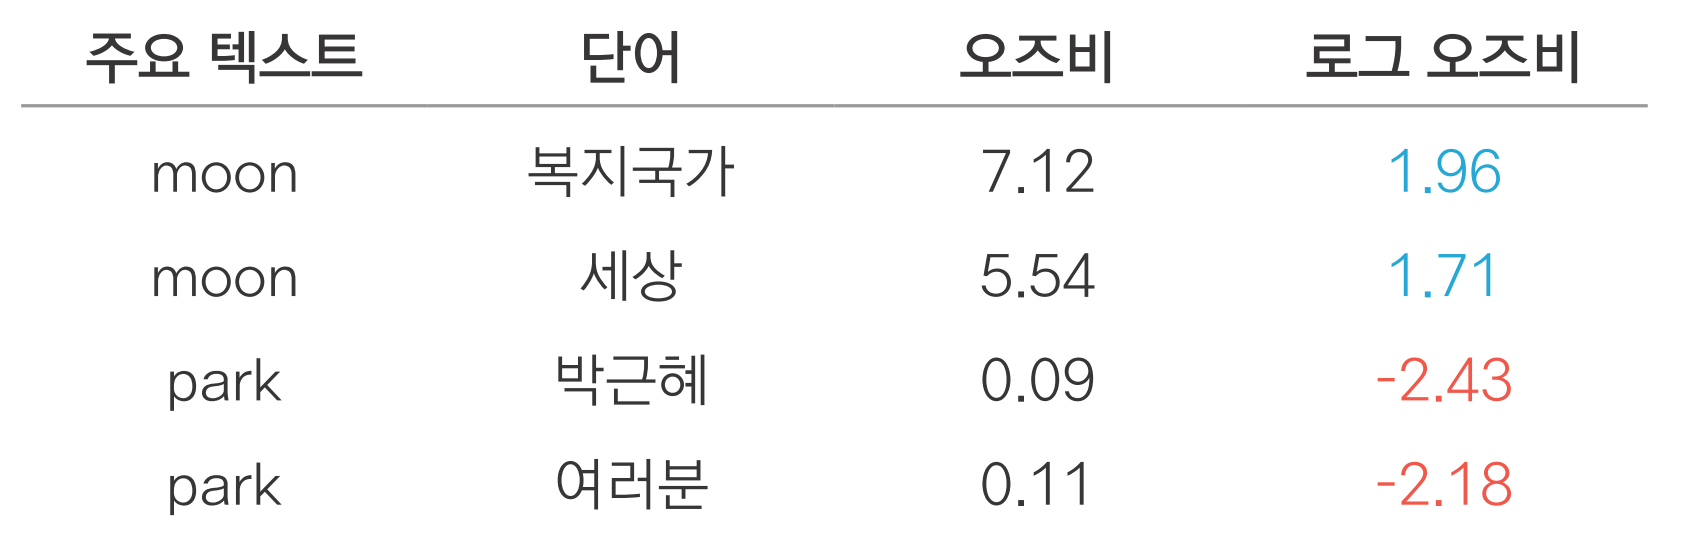 주요 텍스트 단어 오즈비 로그 오즈비
moon 복지국가 7.12 1.96
moon 세상 5.54 1.71
park 박근혜 0.09 -2.43
park 여러분 0.11 -2.18